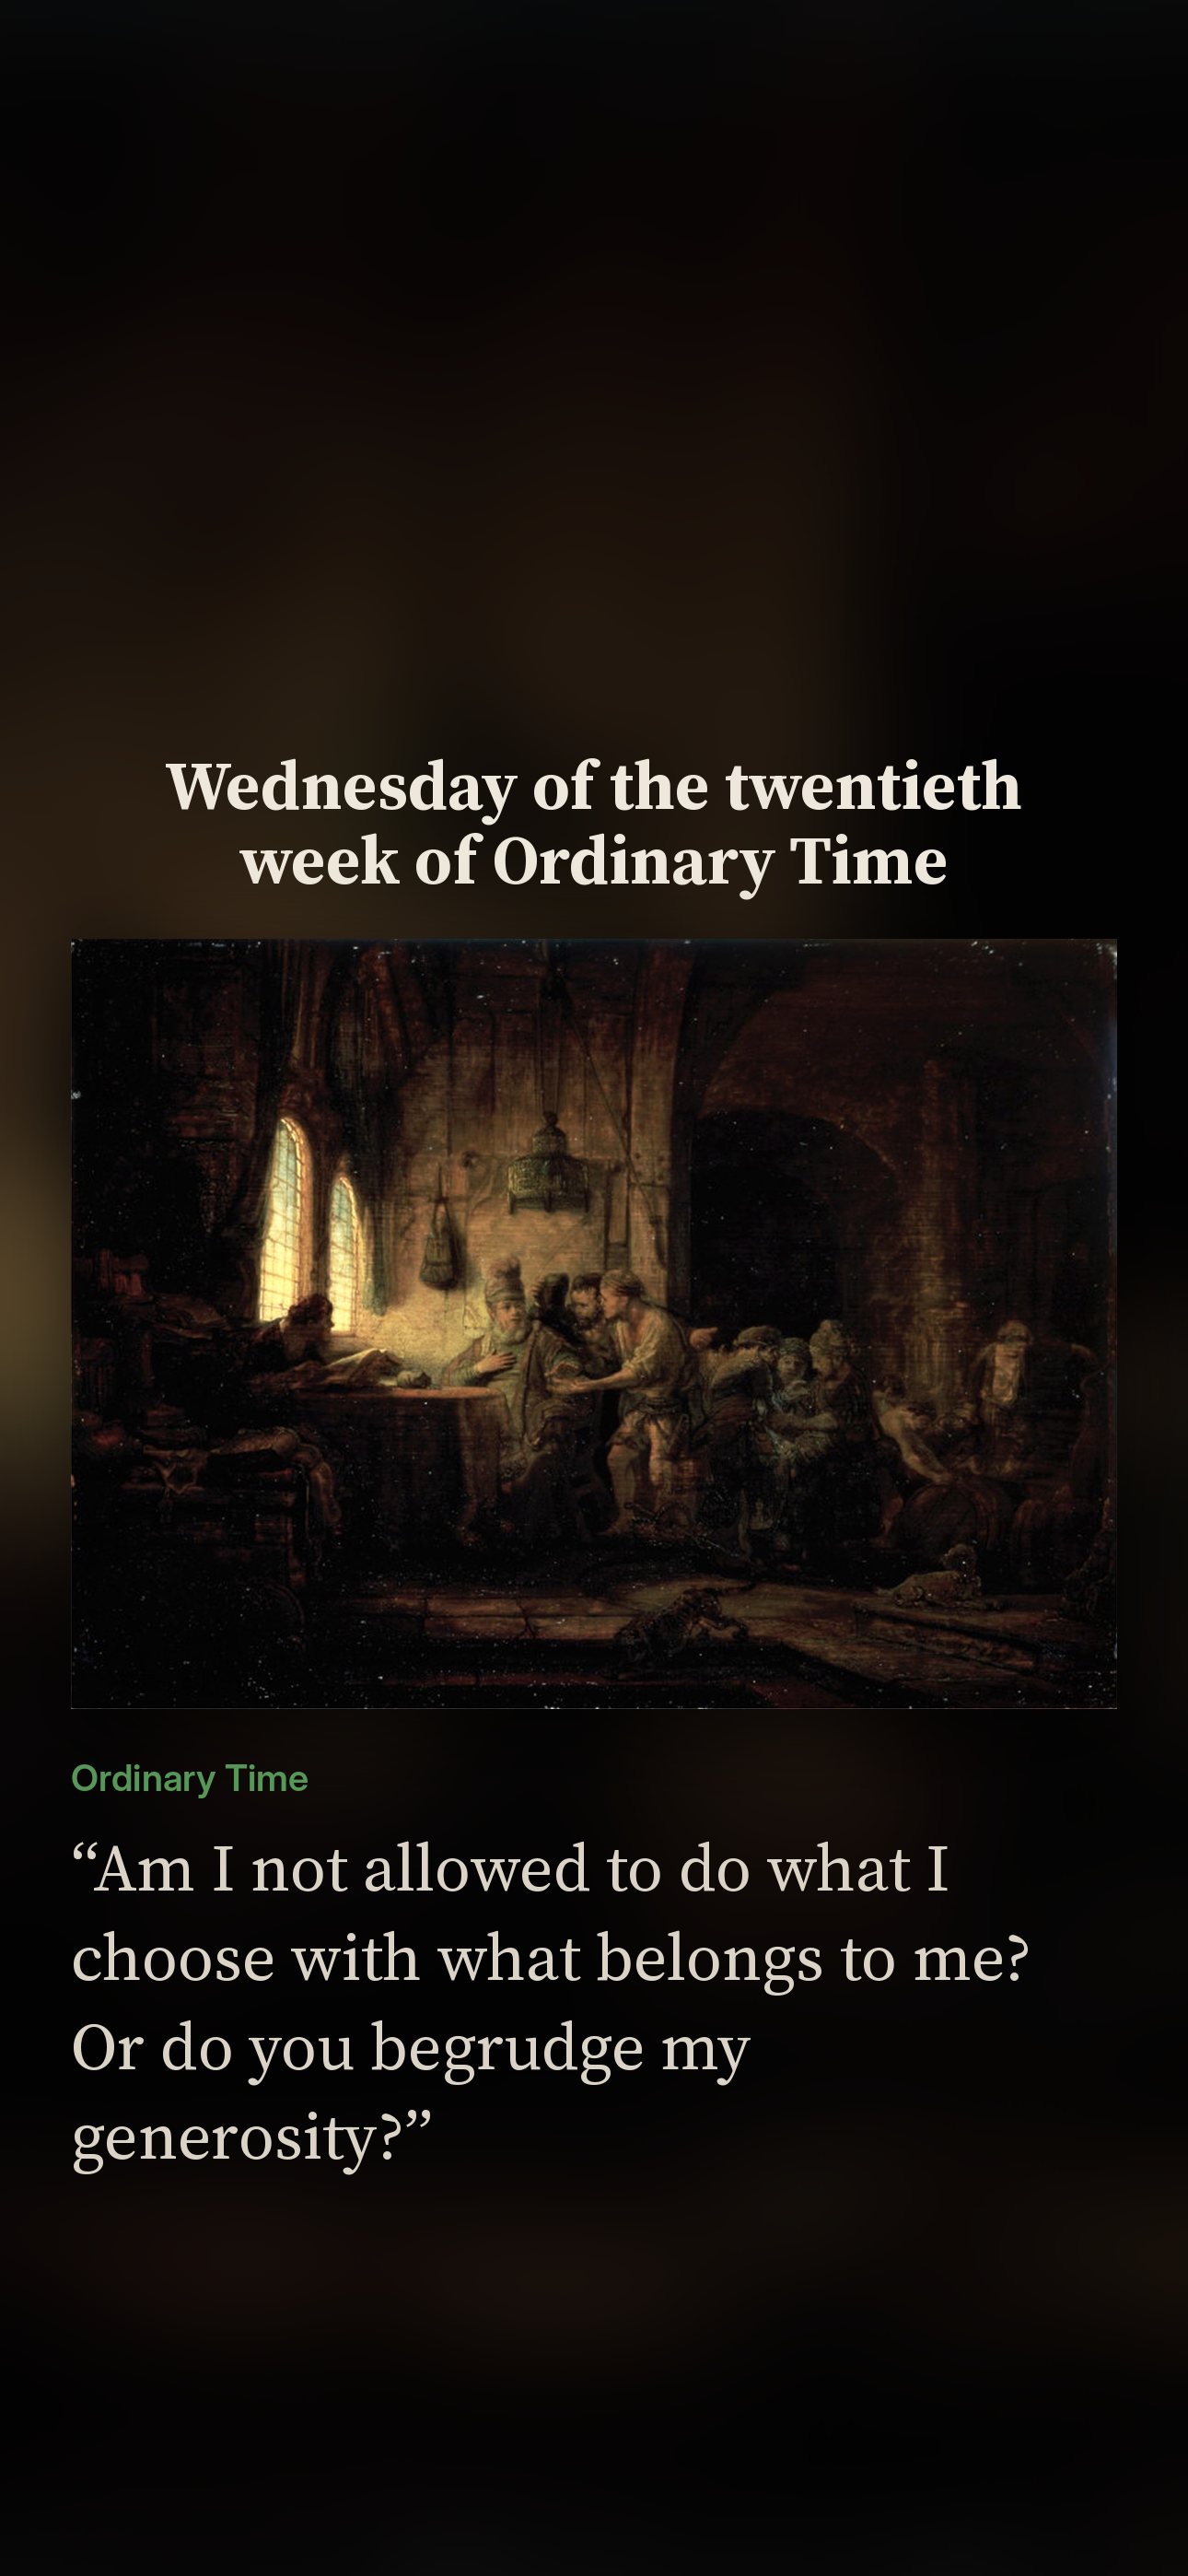 Wednesday of the twentieth
week of Ordinary Time
Ordinary Time
“Am I not allowed to do what I
choose with what belongs to me?
Or do you begrudge my
generosity?”